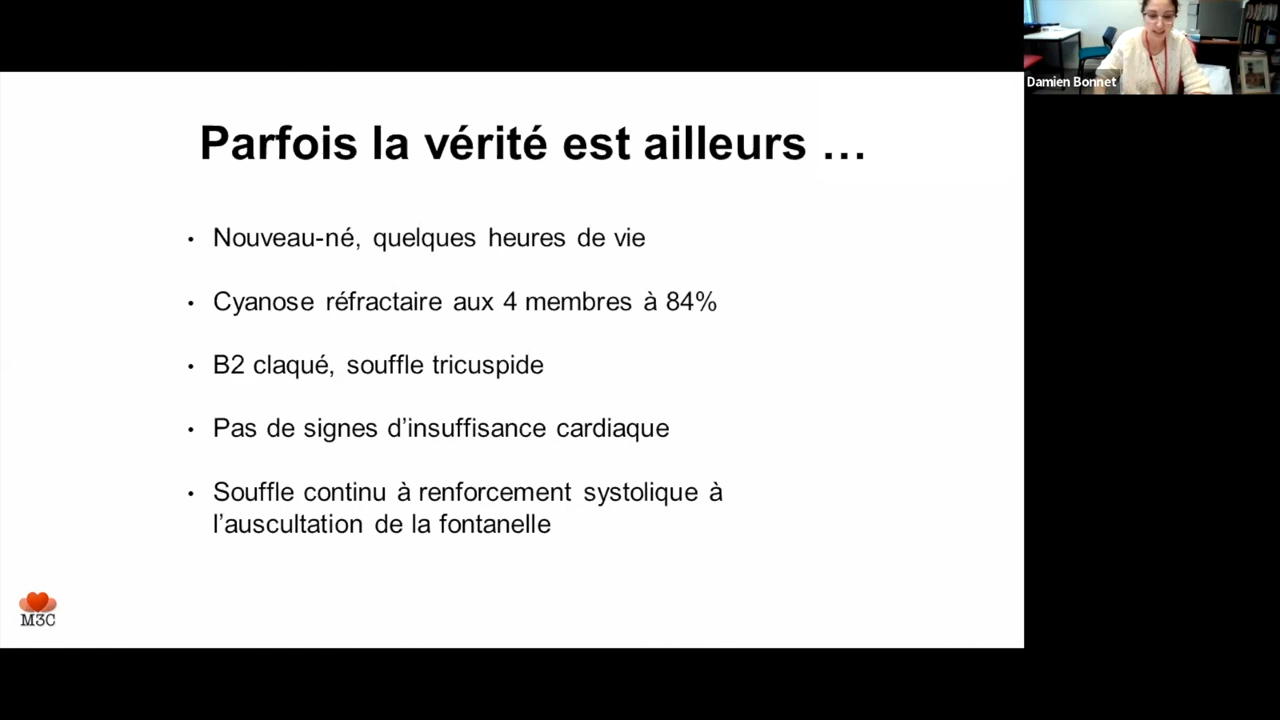 Damien Bonnet
Parfois la vérité est ailleurs …
• Nouveau-né, quelques heures de vie
• Cyanose réfractaire aux 4 membres à 84%
• B2 claqué, souffle tricuspide
• Pas de signes d’insuffisance cardiaque
• Souffle continu à renforcement systolique à
l’auscultation de la fontanelle
M3C